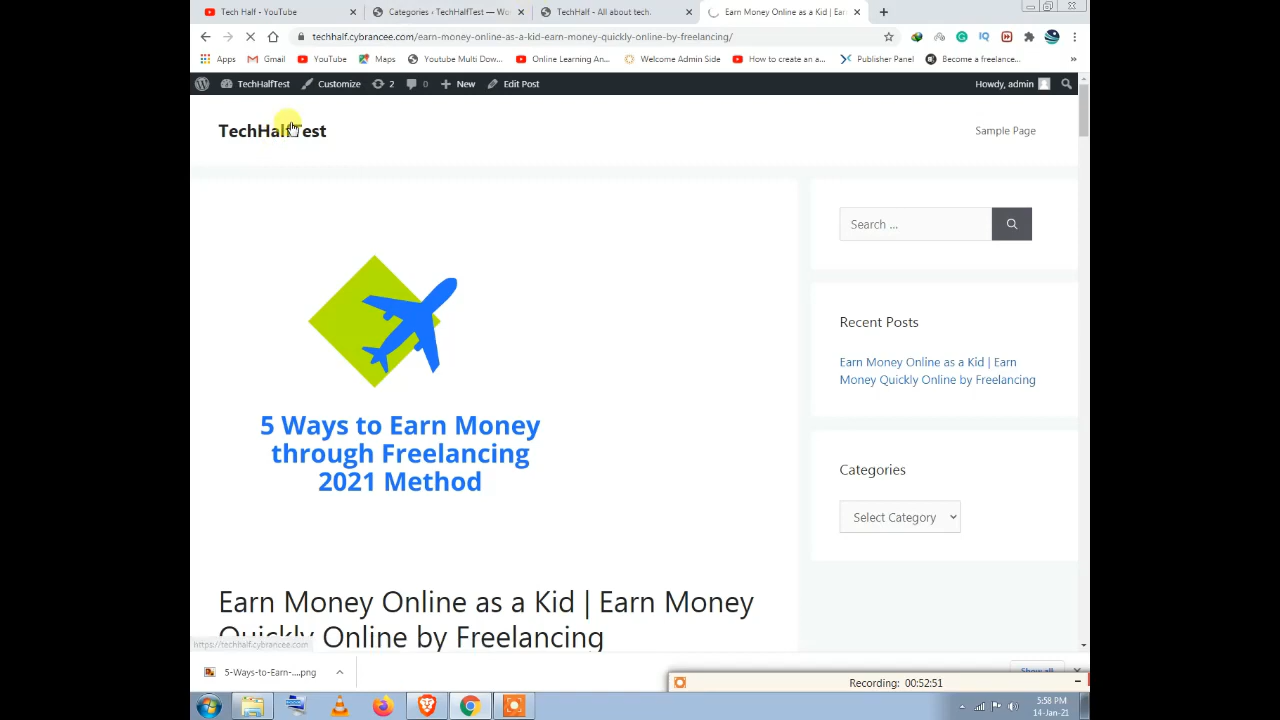 Tech Half - YouTube
Categories ‹ TechHalfTest — Wo
TechHalf - All about tech.
Earn Money Online as a Kid | Ear
techhalf.cybrancee.com/earn-money-online-as-a-kid-earn-money-quickly-online-by-freelancing/
Apps
Gmail
YouTube
Maps
Youtube Multi Dow...
Online Learning An...
Welcome Admin Side
How to create an a...
Publisher Panel
Become a freelance...
TechHalfTest
Customize
2
0
New
Edit Post
Howdy, admin
TechHalfTest
Sample Page
Search ...
Recent Posts
Earn Money Online as a Kid | Earn
Money Quickly Online by Freelancing
Categories
Select Category
5 Ways to Earn Money
through Freelancing
2021 Method
Earn Money Online as a Kid | Earn Money
Quickly Online by Freelancing
https://techhalf.cybrancee.com
5-Ways-to-Earn-....png
Show all
Recording: 00:52:51
5:58 PM
14-Jan-21